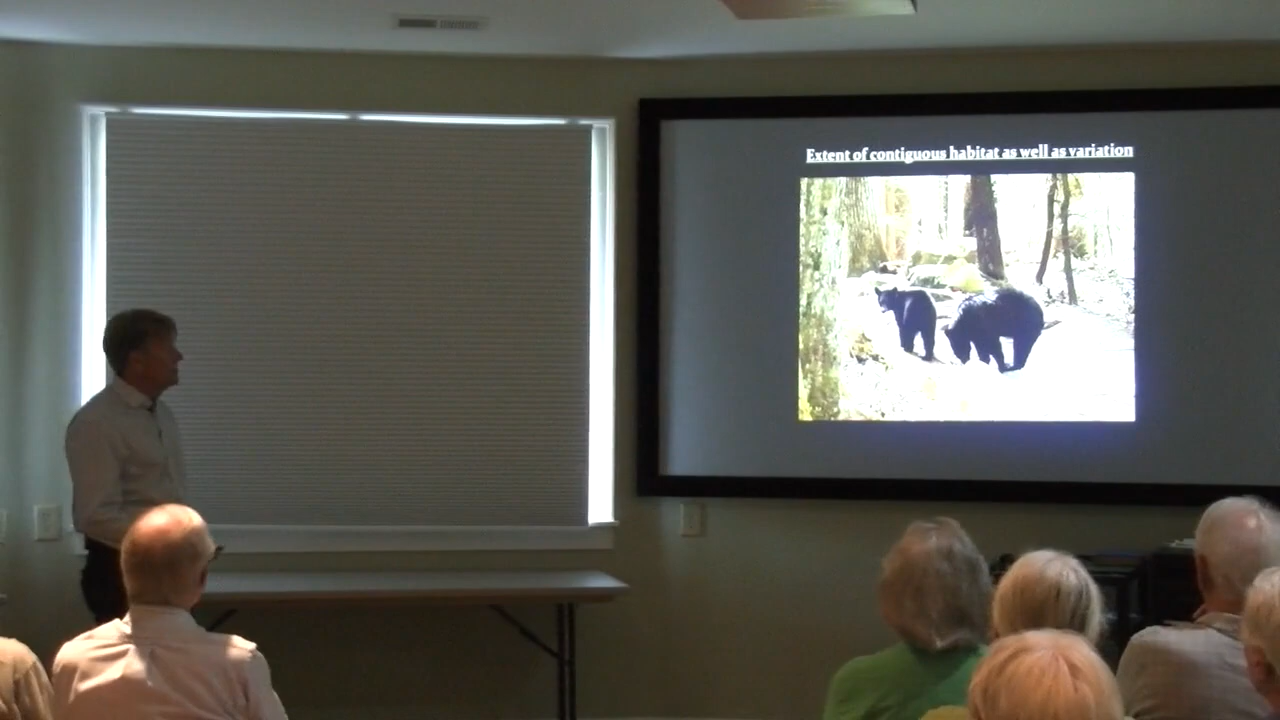 Extent of contiguous habitat as well as variation